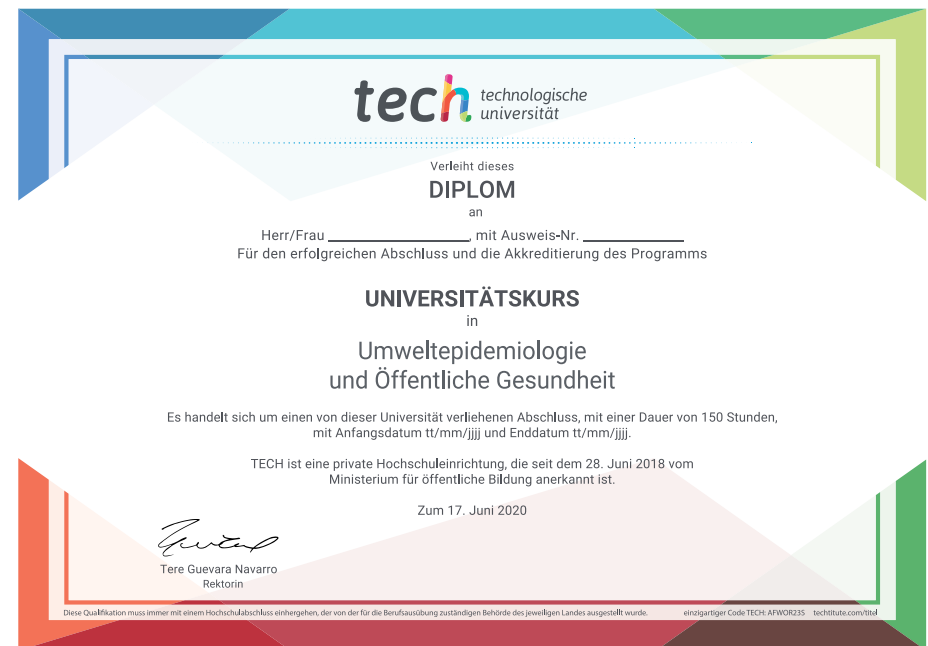 tech technologische
universität
Verleiht dieses
DIPLOM
an
Herr/Frau ____________________, mit Ausweis-Nr. ______________
Für den erfolgreichen Abschluss und die Akkreditierung des Programms
UNIVERSITÄTSKURS
in
Umweltepidemiologie
und Öffentliche Gesundheit
Es handelt sich um einen von dieser Universität verliehenen Abschluss, mit einer Dauer von 150 Stunden,
mit Anfangsdatum tt/mm/jjjj und Enddatum tt/mm/jjjj.
TECH ist eine private Hochschuleinrichtung, die seit dem 28. Juni 2018 vom
Ministerium für öffentliche Bildung anerkannt ist.
Zum 17. Juni 2020
Tere Guevara Navarro
Rektorin
Diese Qualifikation muss immer mit einem Hochschulabschluss einhergehen, der von der für die Berufsausübung zuständigen Behörde des jeweiligen Landes ausgestellt wurde. einzigartiger Code TECH: AFWOR23S techtitute.com/titel